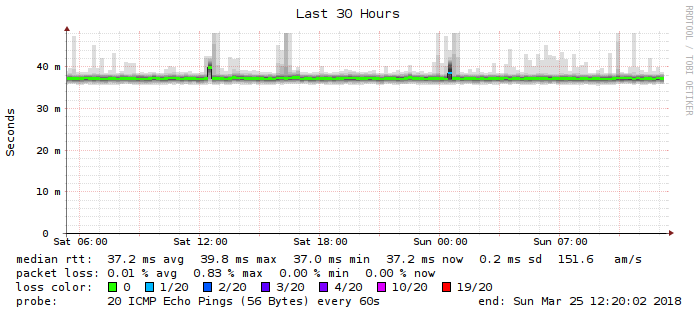 Last 30 Hours
RRDTOOL / TOBI OETIKER
Seconds
40 m
30 m
20 m
10 m
0
Sat 06:00 Sat 12:00 Sat 18:00 Sun 00:00 Sun 07:00
median rtt: 37.2 ms avg 39.8 ms max 37.0 ms min 37.2 ms now 0.2 ms sd 151.6 am/s
packet loss: 0.01 % avg 0.83 % max 0.00 % min 0.00 % now
loss color: 0 1/20 2/20 3/20 4/20 10/20 19/20
probe: 20 ICMP Echo Pings (56 Bytes) every 60s end: Sun Mar 25 12:20:02 2018